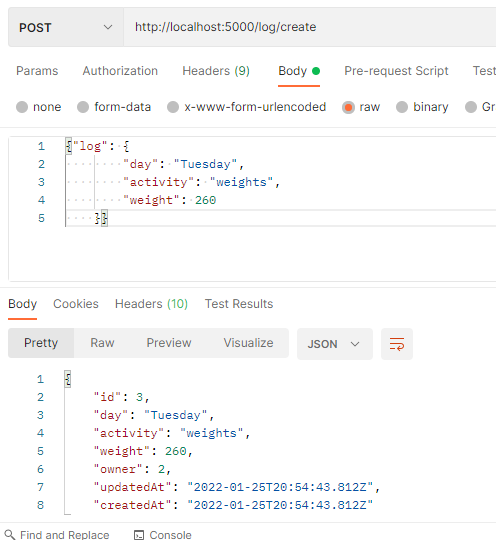 POST http://localhost:5000/log/create
Params Authorization Headers (9) Body Pre-request Script Test
none form-data x-www-form-urlencoded raw binary Gr
1 {"log": {
2 "day": "Tuesday",
3 "activity": "weights",
4 "weight": 260
5 }}
Body Cookies Headers (10) Test Results
Pretty Raw Preview Visualize JSON
1 {
2 "id": 3,
3 "day": "Tuesday",
4 "activity": "weights",
5 "weight": 260,
6 "owner": 2,
7 "updatedAt": "2022-01-25T20:54:43.812Z",
8 "createdAt": "2022-01-25T20:54:43.812Z"
Find and Replace Console